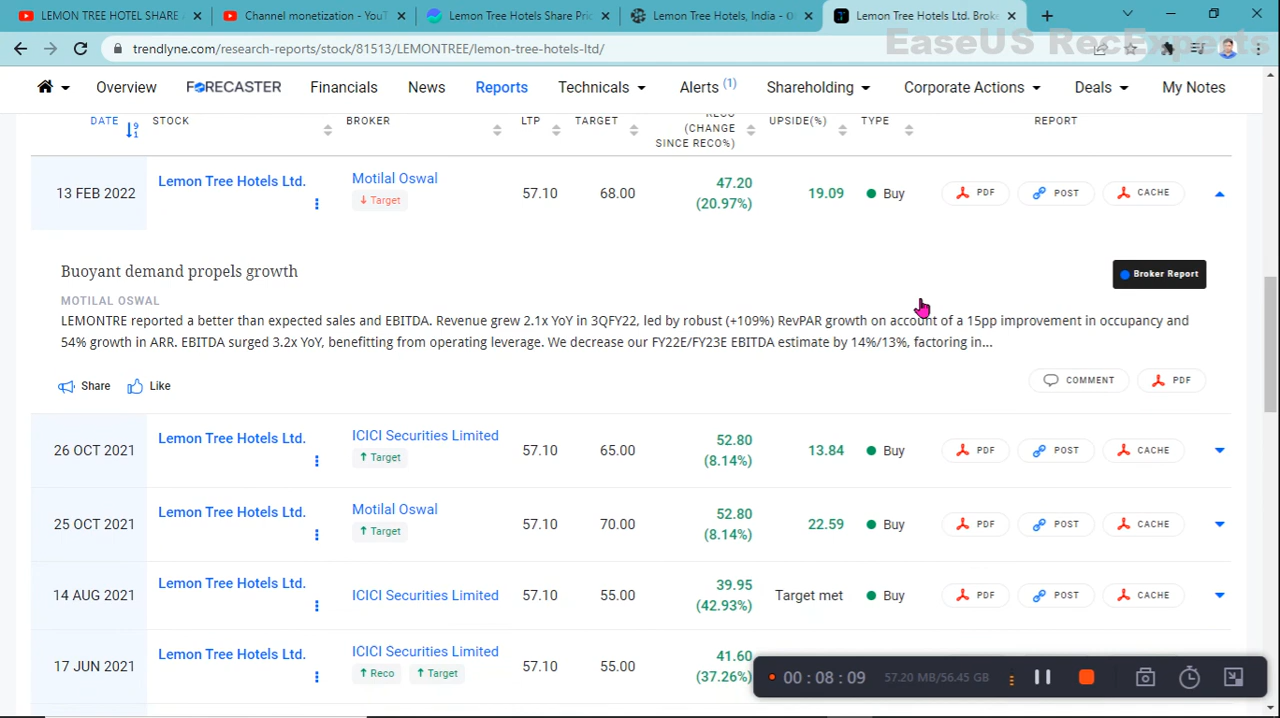 LEMON TREE HOTEL SHARE
Channel monetization - YouT
Lemon Tree Hotels Share Pric
Lemon Tree Hotels, India -
Lemon Tree Hotels Ltd. Broke
trendlyne.com/research-reports/stock/81513/LEMONTREE/lemon-tree-hotels-ltd/
EaseUS RecExperts
Overview FORECASTER Financials News Reports Technicals Alerts (1) Shareholding Corporate Actions Deals My Notes
DATE STOCK BROKER LTP TARGET RECO (CHANGE SINCE RECO%) UPSIDE(%) TYPE REPORT
13 FEB 2022 Lemon Tree Hotels Ltd. Motilal Oswal 57.10 68.00 47.20 19.09 Buy PDF POST CACHE
↓ Target (20.97%)
Buoyant demand propels growth
Broker Report
MOTILAL OSWAL
LEMONTRE reported a beter than expected sales and EBITDA. Revenue grew 2.1x YoY in 3QFY22, led by robust (+109%) RevPAR growth on account of a 15pp improvement in occupancy and
54% growth in ARR. EBITDA surged 3.2x YoY, benefitting from operating leverage. We decrease our FY22E/FY23E EBITDA estimate by 14%/13%, factoring in...
Share Like COMMENT PDF
26 OCT 2021 Lemon Tree Hotels Ltd. ICICI Securities Limited 57.10 65.00 52.80 13.84 Buy PDF POST CACHE
↑ Target (8.14%)
25 OCT 2021 Lemon Tree Hotels Ltd. Motilal Oswal 57.10 70.00 52.80 22.59 Buy PDF POST CACHE
↑ Target (8.14%)
14 AUG 2021 Lemon Tree Hotels Ltd. ICICI Securities Limited 57.10 55.00 39.95 Target met Buy PDF POST CACHE
(42.93%)
17 JUN 2021 Lemon Tree Hotels Ltd. ICICI Securities Limited 57.10 55.00 41.60
↑ Reco ↑ Target (37.26%)
00:08:09 57.20 MB/56.45 GB